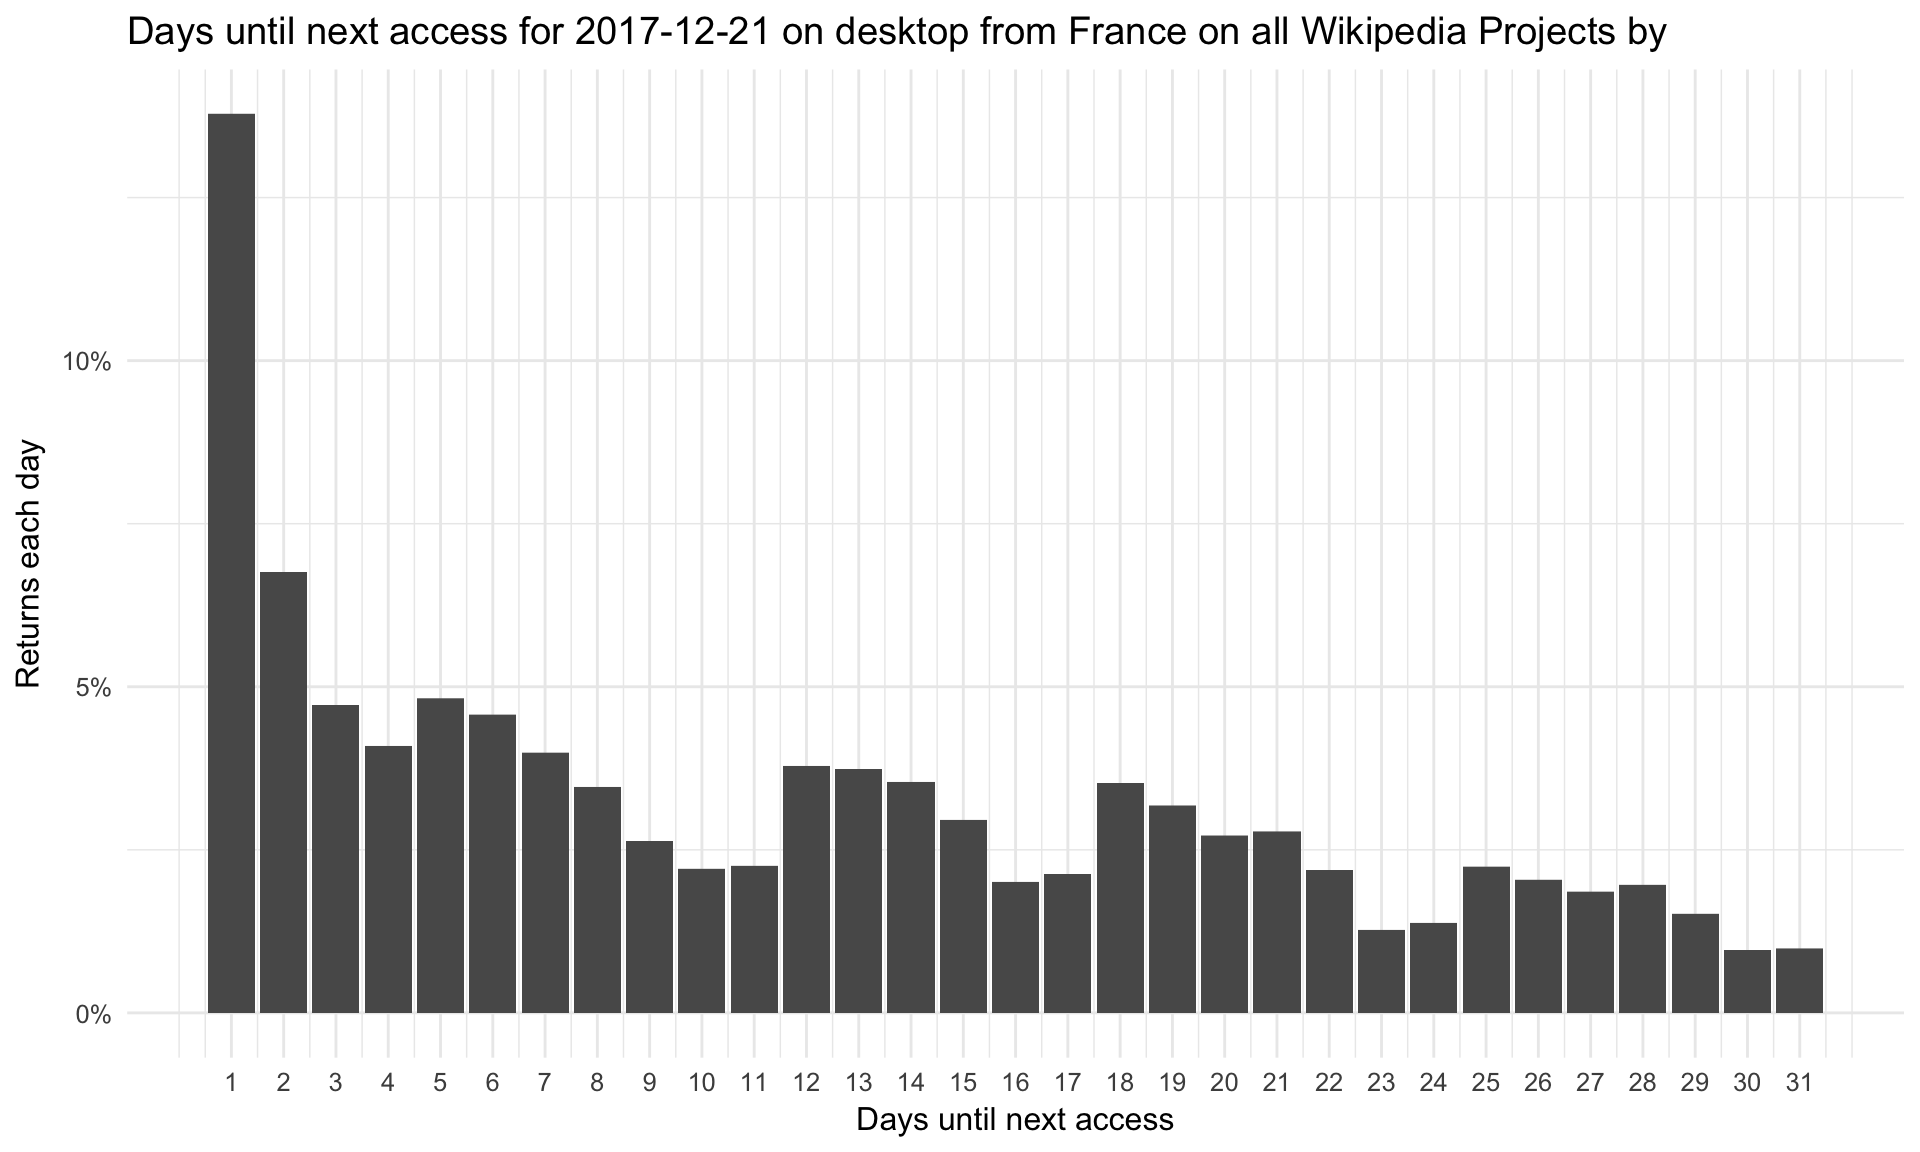 Days until next access for 2017-12-21 on desktop from France on all Wikipedia Projects by
Returns each day
10%
5%
0%
1 2 3 4 5 6 7 8 9 10 11 12 13 14 15 16 17 18 19 20 21 22 23 24 25 26 27 28 29 30 31
Days until next access